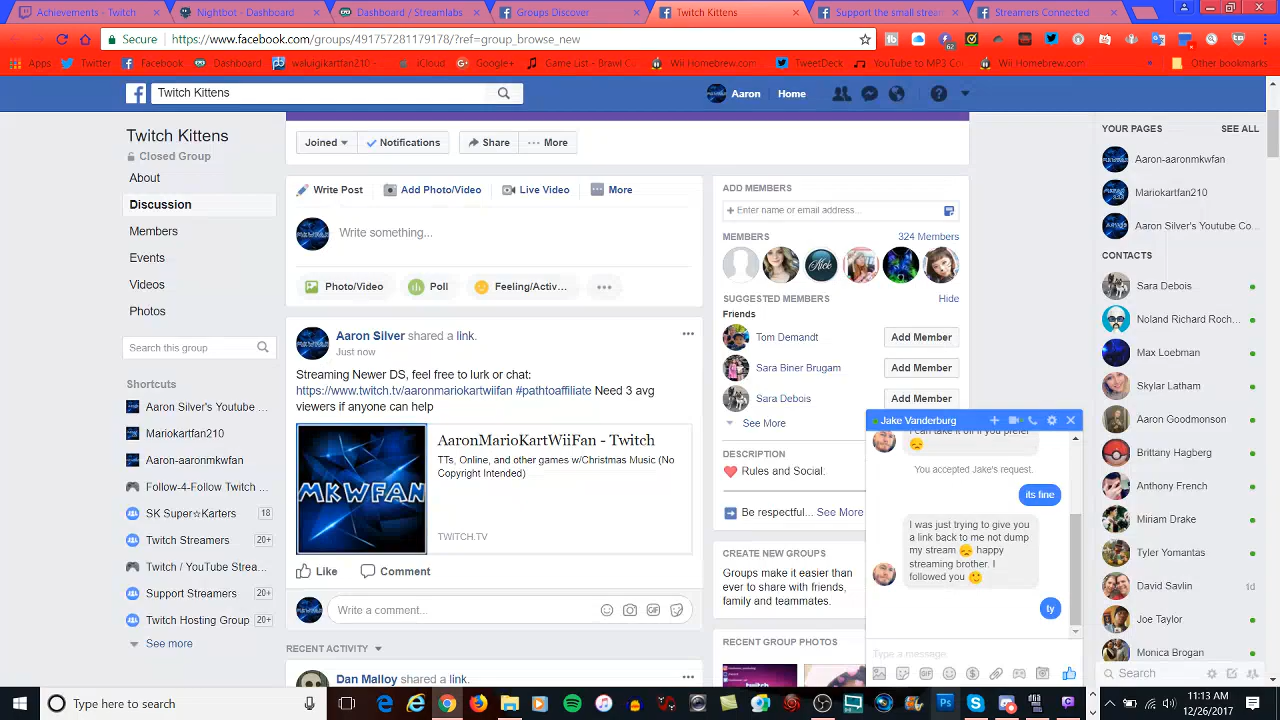 Achievements - Twitch
Nightbot - Dashboard
Dashboard / Streamlabs
Groups Discover
Twitch Kittens
Support the small strea
Streamers Connected
Secure
https://www.facebook.com/groups/491757281179178/?ref=group_browse_new
Apps
Twitter
Facebook
Dashboard
waluigikartfan210 -
iCloud
Google+
Game List - Brawl C
Wii Homebrew.com
TweetDeck
YouTube to MP3 Co
Wii Homebrew.com
Other bookmarks
Twitch Kittens
Aaron
Home
Twitch Kittens
Closed Group
About
Discussion
Members
Events
Videos
Photos
Search this group
Shortcuts
Aaron Silver's Youtube ...
Mariokartfan210
Aaron-aaronmkwfan
Follow-4-Follow Twitch ...
SK Super☆Karters 18
Twitch Streamers 20+
Twitch / YouTube Strea...
Support Streamers 20+
Twitch Hosting Group 20+
See more
Joined
Notifications
Share
More
Write Post
Add Photo/Video
Live Video
More
Write something...
Photo/Video
Poll
Feeling/Activ...
Aaron Silver shared a link.
Just now
Streaming Newer DS, feel free to lurk or chat:
https://www.twitch.tv/aaronmariokartwiifan #pathtoaffiliate Need 3 avg
viewers if anyone can help
MKWFAN
AaronMarioKartWiiFan - Twitch
TTs, Online, and other games w/Christmas Music (No
Copyright Intended)
TWITCH.TV
Like
Comment
Write a comment...
RECENT ACTIVITY
Dan Malloy shared a link.
ADD MEMBERS
+ Enter name or email address...
MEMBERS
324 Members
Nick
SUGGESTED MEMBERS
Hide
Friends
Tom Demandt
Add Member
Sara Biner Brugam
Add Member
Sara Debois
Add Member
See More
DESCRIPTION
Rules and Social.
Be respectful... See More
CREATE NEW GROUPS
Groups make it easier than
ever to share with friends,
family and teammates.
RECENT GROUP PHOTOS
Jake Vanderburg
I can take it off if you prefer
You accepted Jake's request.
its fine
I was just trying to give you
a link back to me not dump
my stream 😞 happy
streaming brother. I
followed you 🙂
ty
Type a message...
YOUR PAGES
SEE ALL
Aaron-aaronmkwfan
Mariokartfan210
Aaron Silver's Youtube Co...
CONTACTS
Sara Debois
Noland Richard Roch...
Max Loebman
Skylar Latham
Aaron Godmonson
Brittany Hagberg
Anthony French
Miriam Drake
Tyler Yomantas
David Savlin 1d
Joe Taylor
Monica Brogan
Search
Type here to search
11:13 AM
12/26/2017